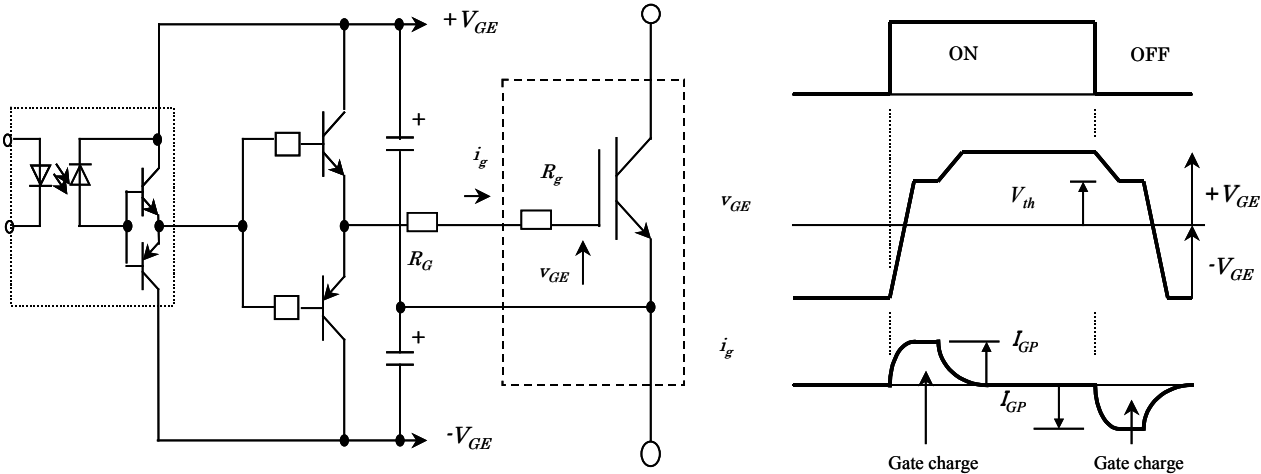 +V_GE
+
i_g
R_g
R_G
v_GE
+
-V_GE
ON
OFF
v_GE
V_th
+V_GE
-V_GE
i_g
I_GP
I_GP
Gate charge
Gate charge